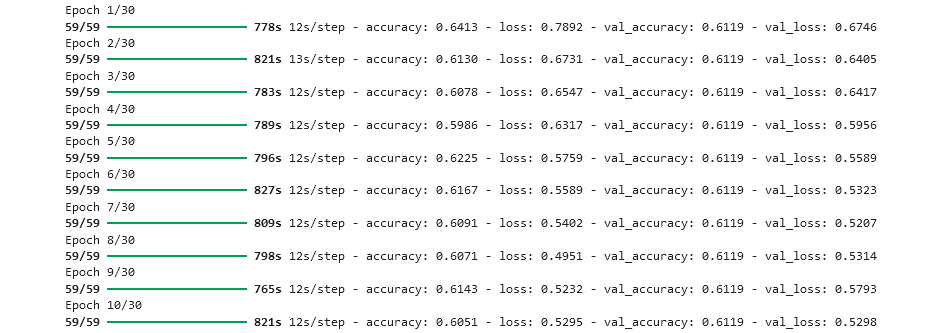 Epoch 1/30
59/59 778s 12s/step - accuracy: 0.6413 - loss: 0.7892 - val_accuracy: 0.6119 - val_loss: 0.6746
Epoch 2/30
59/59 821s 13s/step - accuracy: 0.6130 - loss: 0.6731 - val_accuracy: 0.6119 - val_loss: 0.6405
Epoch 3/30
59/59 783s 12s/step - accuracy: 0.6078 - loss: 0.6547 - val_accuracy: 0.6119 - val_loss: 0.6417
Epoch 4/30
59/59 789s 12s/step - accuracy: 0.5986 - loss: 0.6317 - val_accuracy: 0.6119 - val_loss: 0.5956
Epoch 5/30
59/59 796s 12s/step - accuracy: 0.6225 - loss: 0.5759 - val_accuracy: 0.6119 - val_loss: 0.5589
Epoch 6/30
59/59 827s 12s/step - accuracy: 0.6167 - loss: 0.5589 - val_accuracy: 0.6119 - val_loss: 0.5323
Epoch 7/30
59/59 809s 12s/step - accuracy: 0.6091 - loss: 0.5402 - val_accuracy: 0.6119 - val_loss: 0.5207
Epoch 8/30
59/59 798s 12s/step - accuracy: 0.6071 - loss: 0.4951 - val_accuracy: 0.6119 - val_loss: 0.5314
Epoch 9/30
59/59 765s 12s/step - accuracy: 0.6143 - loss: 0.5232 - val_accuracy: 0.6119 - val_loss: 0.5793
Epoch 10/30
59/59 821s 12s/step - accuracy: 0.6051 - loss: 0.5295 - val_accuracy: 0.6119 - val_loss: 0.5298